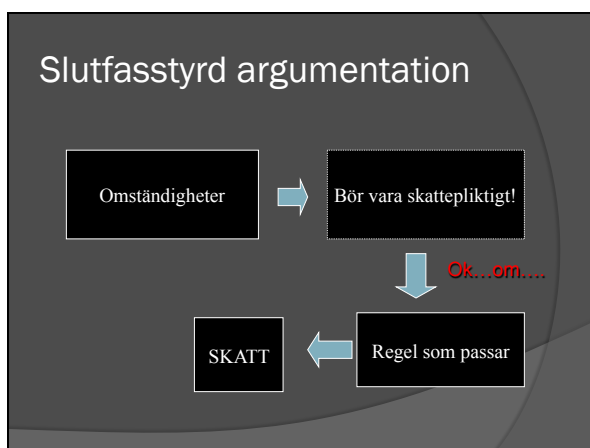 Slutfasstyrd argumentation
Omständigheter
Bör vara skattepliktigt!
Ok...om....
Regel som passar
SKATT